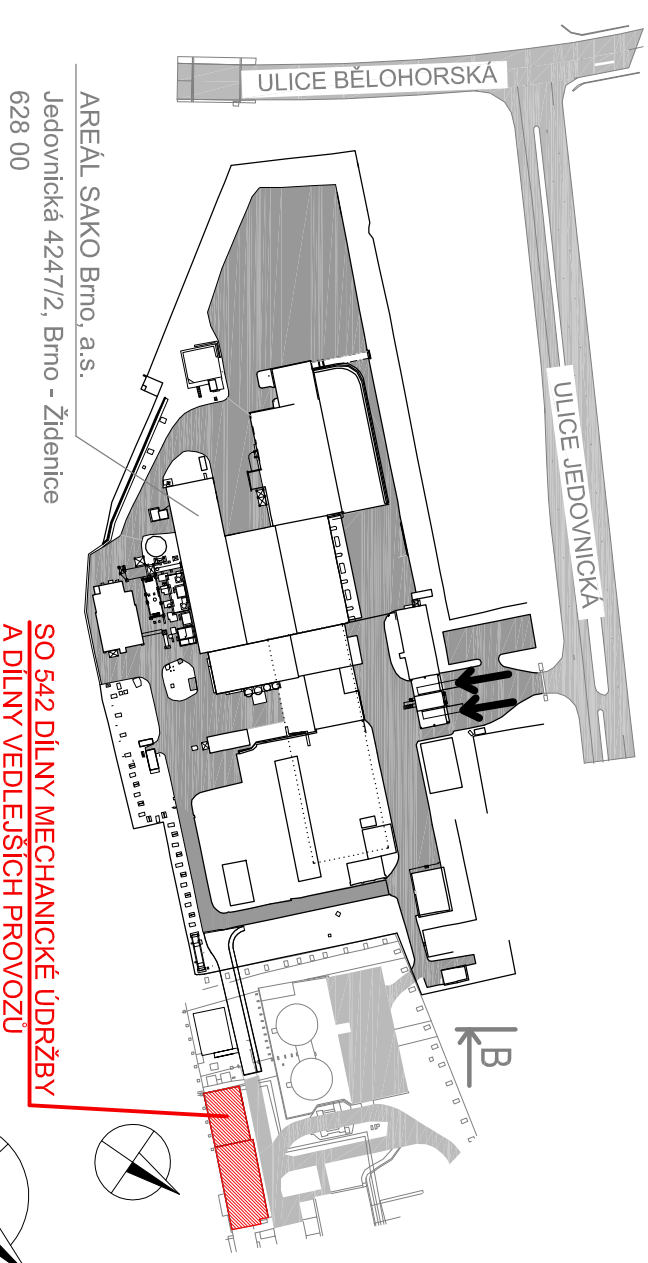 ULICE BĚLOHORSKÁ
ULICE JEDOVNICKÁ
AREÁL SAKO Brno, a.s.
Jedovnická 4247/2, Brno - Židenice
628 00
SO 542 DÍLNY MECHANICKÉ ÚDRŽBY
A DÍLNY VEDLEJŠÍCH PROVOZŮ
B